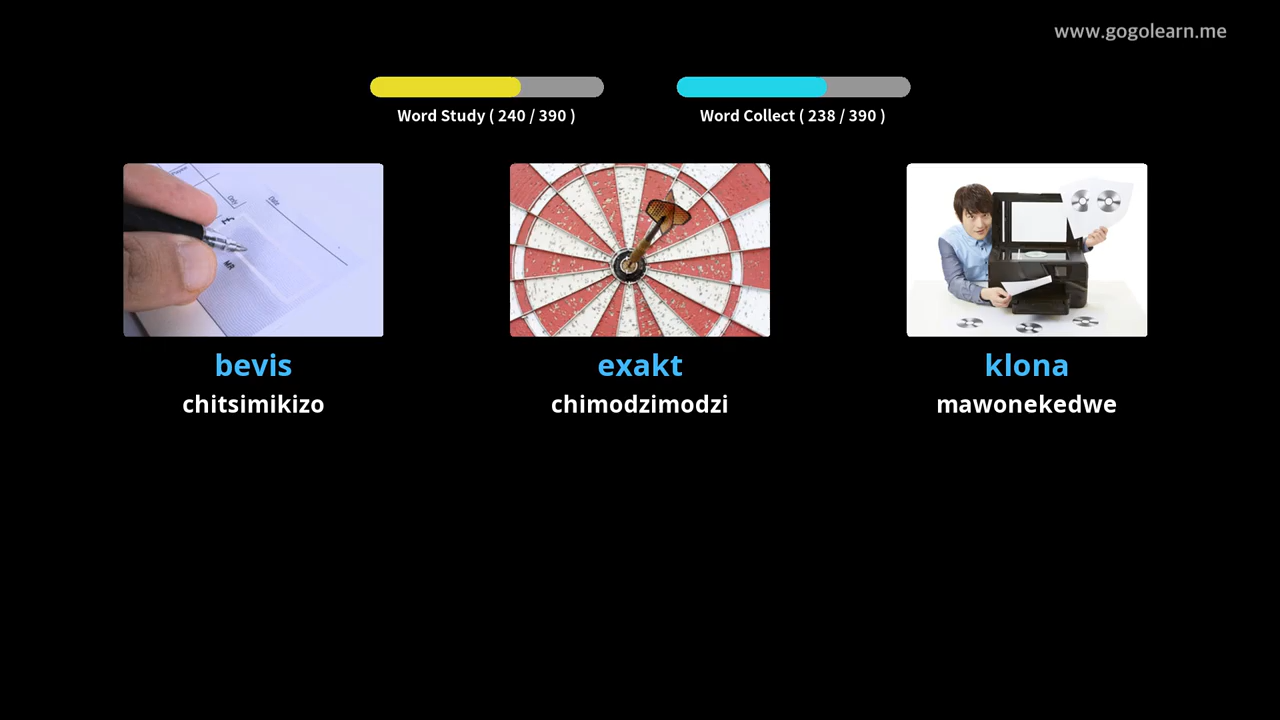 www.gogolearn.me
Word Study ( 240 / 390 )
Word Collect ( 238 / 390 )
bevis
exakt
klona
chitsimikizo
chimodzimodzi
mawonekedwe